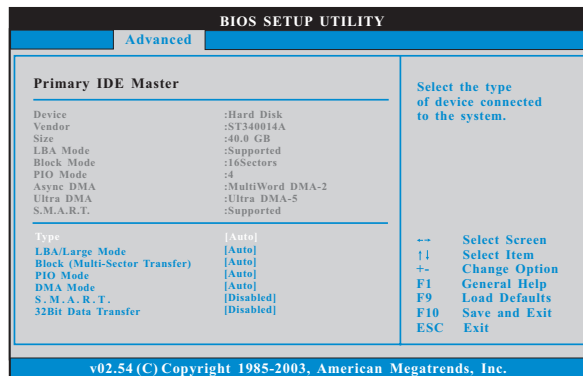 BIOS SETUP UTILITY
Advanced
Primary IDE Master
Device :Hard Disk
Vendor :ST340014A
Size :40.0 GB
LBA Mode :Supported
Block Mode :16Sectors
PIO Mode :4
Async DMA :MultiWord DMA-2
Ultra DMA :Ultra DMA-5
S.M.A.R.T. :Supported
Type [Auto]
LBA/Large Mode [Auto]
Block (Multi-Sector Transfer) [Auto]
PIO Mode [Auto]
DMA Mode [Auto]
S.M.A.R.T. [Disabled]
32Bit Data Transfer [Disabled]
Select the type
of device connected
to the system.
←→ Select Screen
↑↓ Select Item
+- Change Option
F1 General Help
F9 Load Defaults
F10 Save and Exit
ESC Exit
v02.54 (C) Copyright 1985-2003, American Megatrends, Inc.